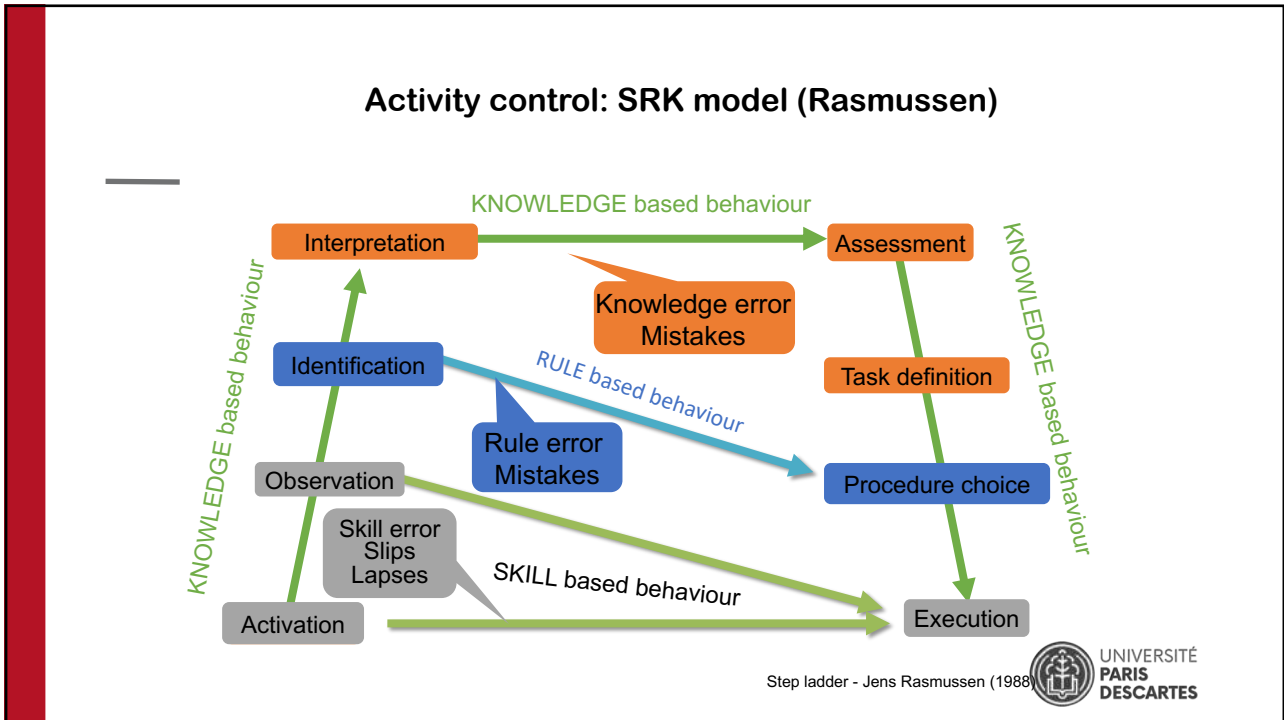 Activity control: SRK model (Rasmussen)
KNOWLEDGE based behaviour
Interpretation
Assessment
KNOWLEDGE based behaviour
KNOWLEDGE based behaviour
Knowledge error
Mistakes
Identification
RULE based behaviour
Task definition
Rule error
Mistakes
Observation
Procedure choice
Skill error
Slips
Lapses
SKILL based behaviour
Activation
Execution
Step ladder - Jens Rasmussen (1988)
UNIVERSITÉ
PARIS
DESCARTES